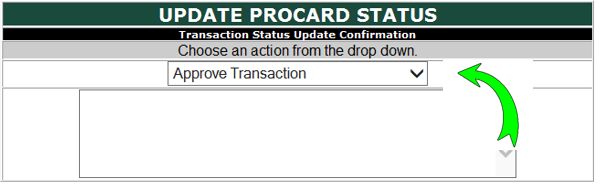 UPDATE PROCARD STATUS
Transaction Status Update Confirmation
Choose an action from the drop down.
Approve Transaction